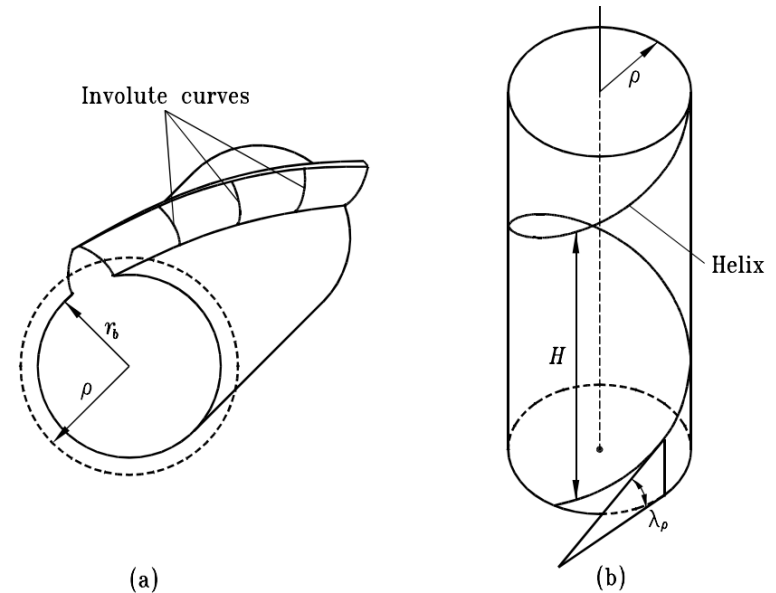 Involute curves
r_b
ρ
(a)
ρ
Helix
H
λ_ρ
(b)